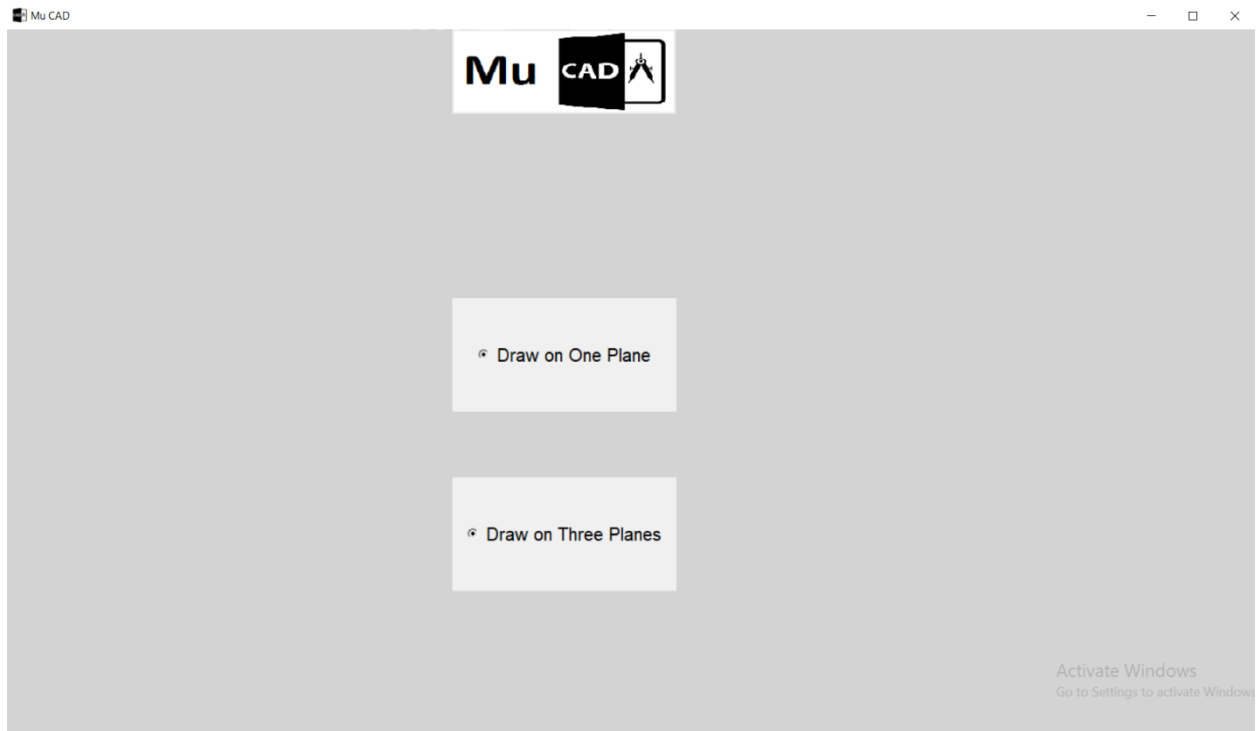 Mu CAD
Mu CAD
Draw on One Plane
Draw on Three Planes
Activate Windows
Go to Settings to activate Windows